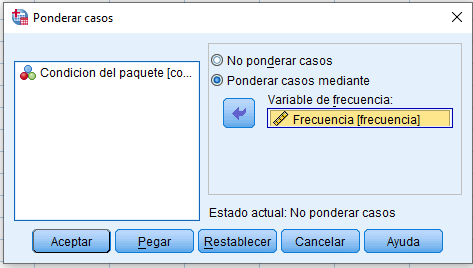 Ponderar casos
Condicion del paquete [co...
No ponderar casos
Ponderar casos mediante
Variable de frecuencia:
Frecuencia [frecuencia]
Estado actual: No ponderar casos
Aceptar
Pegar
Restablecer
Cancelar
Ayuda